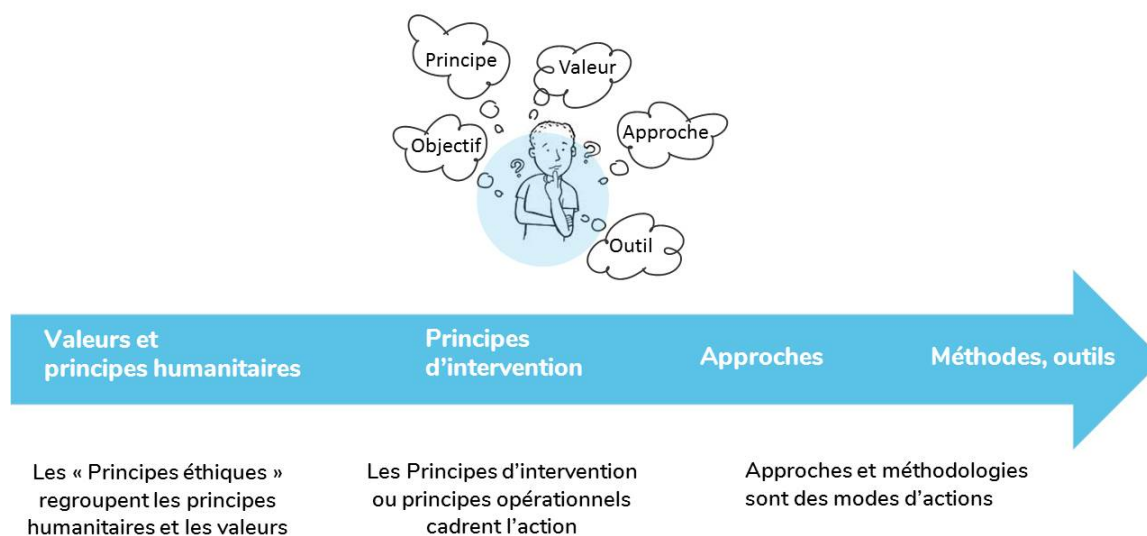 Principe
Valeur
Approche
Objectif
Outil
Valeurs et
principes humanitaires
Principes
d’intervention
Approches
Méthodes, outils
Les « Principes éthiques »
regroupent les principes
humanitaires et les valeurs
Les Principes d’intervention
ou principes opérationnels
cadrent l’action
Approches et méthodologies
sont des modes d’actions